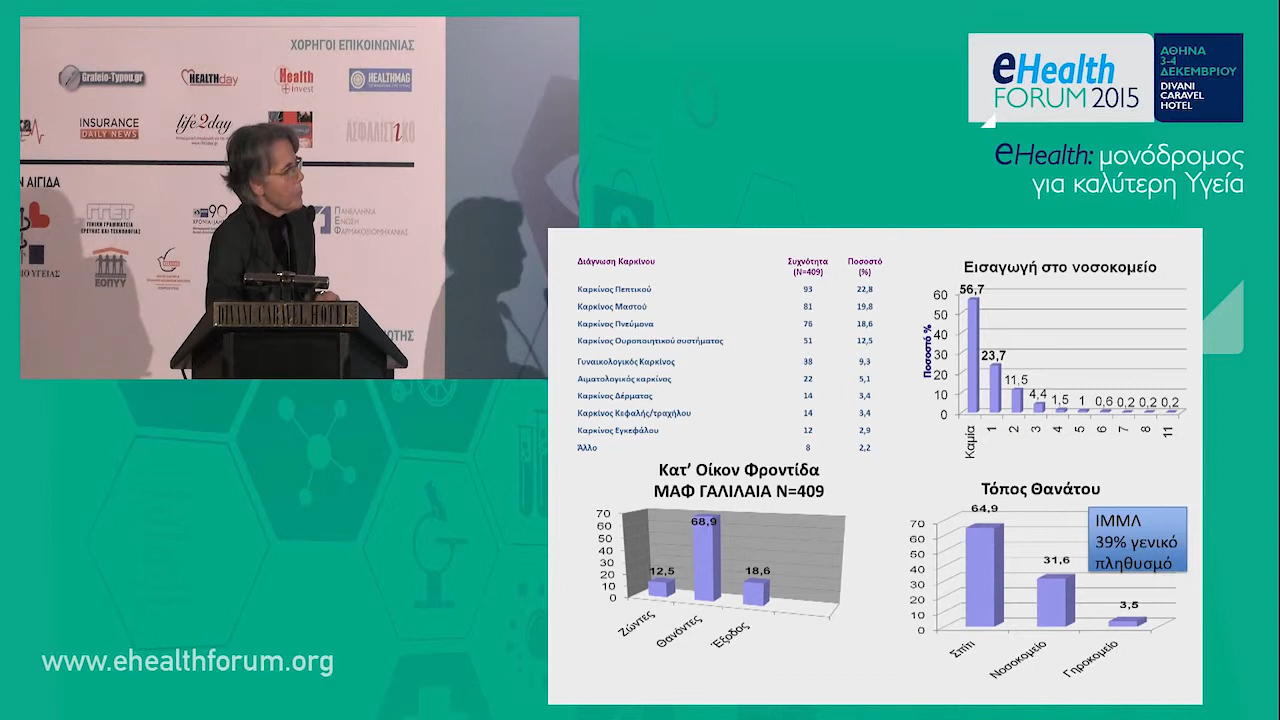 ΧΟΡΗΓΟΙ ΕΠΙΚΟΙΝΩΝΙΑΣ
Grafeio-Typou.gr
HEALTHday
Health invest
HEALTHMAG
INSURANCE
DAILY NEWS
life2day
ΑΣΦΑΛΙΣΤΙΚΟ
Ν ΑΙΓΙΔΑ
ΓΓΕΤ
ΓΕΝΙΚΗ ΓΡΑΜΜΑΤΕΙΑ
ΕΡΕΥΝΑΣ ΚΑΙ ΤΕΧΝΟΛΟΓΙΑΣ
90
ΧΡΟΝΙΑ
ΠΑΝΕΛΛΗΝΙΑ
ΕΝΩΣΗ
ΦΑΡΜΑΚΟΒΙΟΜΗΧΑΝΙΑΣ
ΙΟ ΥΓΕΙΑΣ
ΕΟΠΥΥ
DIVANI CARAVEL HOTEL
eHealth
FORUM 2015
ΑΘΗΝΑ
3-4
ΔΕΚΕΜΒΡΙΟΥ
DIVANI
CARAVEL
HOTEL
eHealth: μονόδρομος
για καλύτερη Υγεία
Διάγνωση Καρκίνου Συχνότητα (N=409) Ποσοστό (%)
Καρκίνος Πεπτικού 93 22,8
Καρκίνος Μαστού 81 19,8
Καρκίνος Πνεύμονα 76 18,6
Καρκίνος Ουροποιητικού συστήματος 51 12,5
Γυναικολογικός Καρκίνος 38 9,3
Αιματολογικός καρκίνος 22 5,1
Καρκίνος Δέρματος 14 3,4
Καρκίνος Κεφαλής/τραχήλου 14 3,4
Καρκίνος Εγκεφάλου 12 2,9
Άλλο 8 2,2
Εισαγωγή στο νοσοκομείο
Ποσοστό %
60
50
40
30
20
10
0
56,7 23,7 11,5 4,4 1,5 1 0,6 0,2 0,2 0,2
Καμία 1 2 3 4 5 6 7 8 11
Κατ’ Οίκον Φροντίδα
ΜΑΦ ΓΑΛΙΛΑΙΑ N=409
70
60
50
40
30
20
10
0
12,5 68,9 18,6
Ζώντες Θανόντες Έξοδος
Τόπος Θανάτου
70
60
50
40
30
20
10
0
64,9 31,6 3,5
Σπίτι Νοσοκομείο Γηροκομείο
ΙΜΜΛ
39% γενικό
πληθυσμό
www.ehealthforum.org